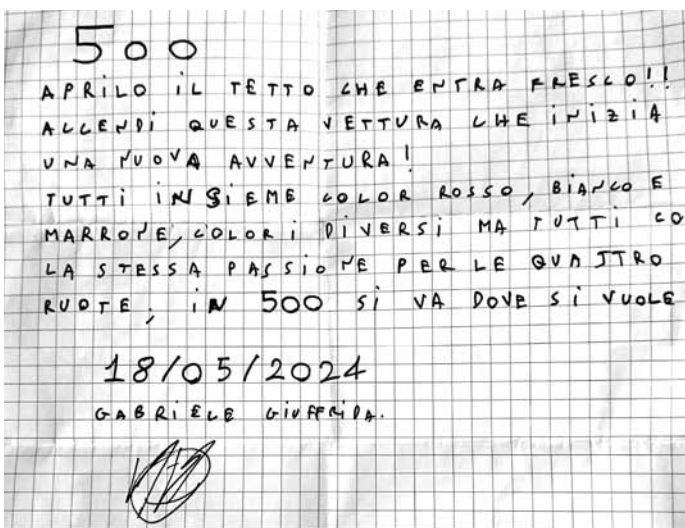 500
APRILO IL TETTO CHE ENTRA FRESCO!!
ACCENDI QUESTA VETTURA CHE INIZIA
UNA NUOVA AVVENTURA!
TUTTI INSIEME COLOR ROSSO, BIANCO E
MARRONE, COLORI DIVERSI MA TUTTI CO
LA STESSA PASSIONE PER LE QUATTRO
RUOTE, IN 500 SI VA DOVE SI VUOLE
18/05/2024
GABRIELE GIUFFRIDA.